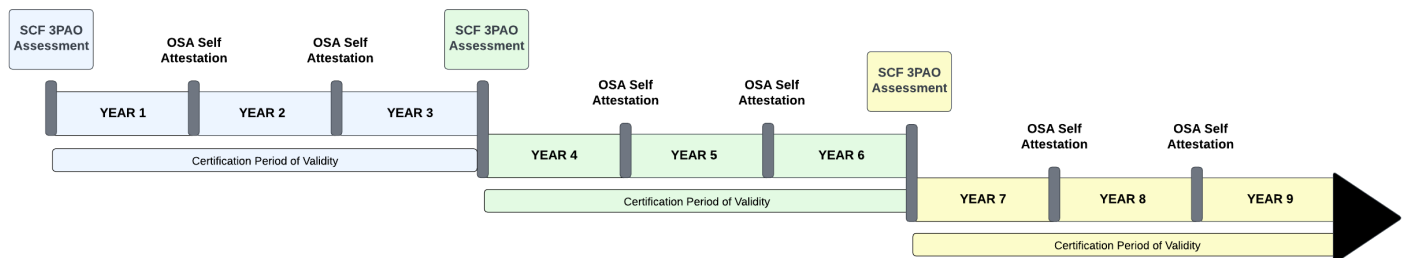 SCF 3PAO
Assessment
OSA Self
Attestation
OSA Self
Attestation
YEAR 1
YEAR 2
YEAR 3
Certification Period of Validity
SCF 3PAO
Assessment
OSA Self
Attestation
OSA Self
Attestation
YEAR 4
YEAR 5
YEAR 6
Certification Period of Validity
SCF 3PAO
Assessment
OSA Self
Attestation
OSA Self
Attestation
YEAR 7
YEAR 8
YEAR 9
Certification Period of Validity